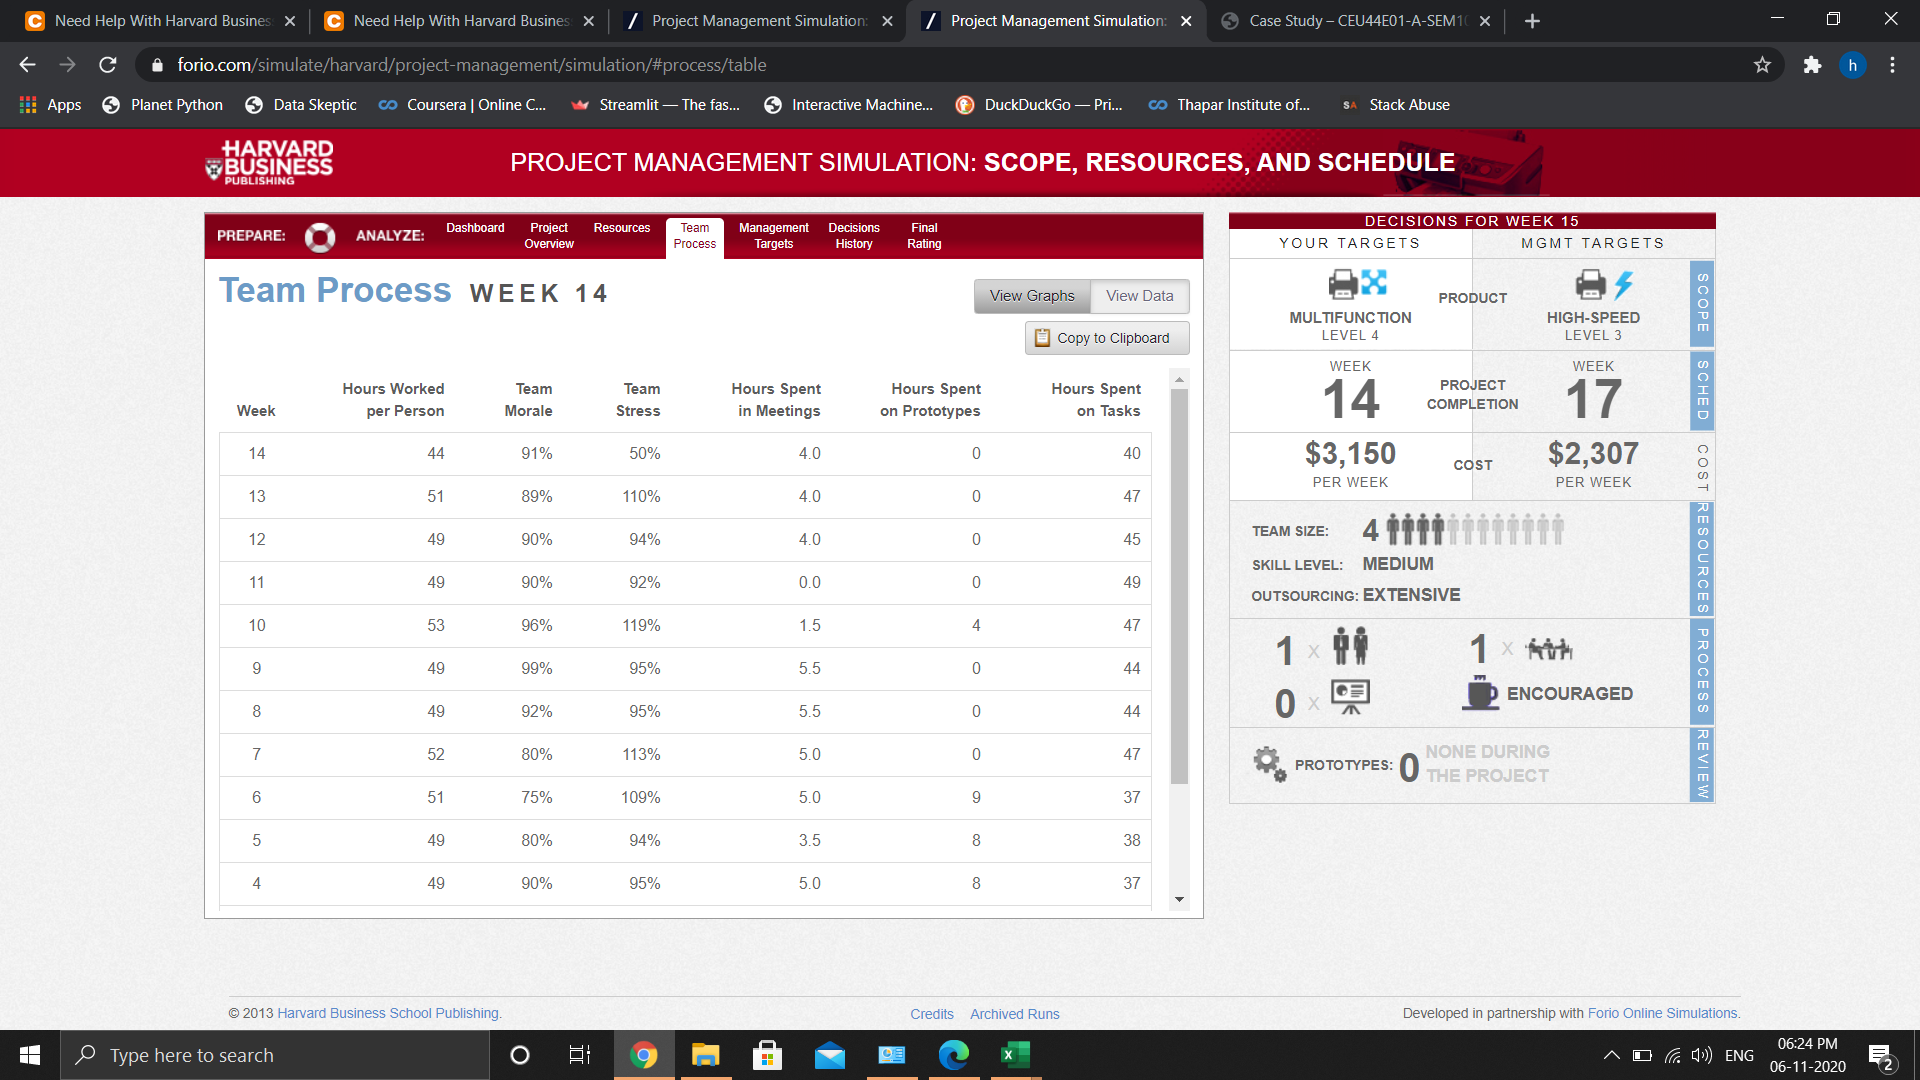 Need Help With Harvard Busines
Need Help With Harvard Busines
Project Management Simulation:
Project Management Simulation:
Case Study – CEU44E01-A-SEM1
forio.com/simulate/harvard/project-management/simulation/#process/table
h
Apps
Planet Python
Data Skeptic
Coursera | Online C...
Streamlit — The fas...
Interactive Machine...
DuckDuckGo — Pri...
Thapar Institute of...
SA Stack Abuse
HARVARD
BUSINESS
PUBLISHING
PROJECT MANAGEMENT SIMULATION: SCOPE, RESOURCES, AND SCHEDULE
PREPARE:
ANALYZE:
Dashboard
Project
Overview
Resources
Team
Process
Management
Targets
Decisions
History
Final
Rating
Team Process WEEK 14
View Graphs
View Data
Copy to Clipboard
Week
Hours Worked
per Person
Team
Morale
Team
Stress
Hours Spent
in Meetings
Hours Spent
on Prototypes
Hours Spent
on Tasks
14 44 91% 50% 4.0 0 40
13 51 89% 110% 4.0 0 47
12 49 90% 94% 4.0 0 45
11 49 90% 92% 0.0 0 49
10 53 96% 119% 1.5 4 47
9 49 99% 95% 5.5 0 44
8 49 92% 95% 5.5 0 44
7 52 80% 113% 5.0 0 47
6 51 75% 109% 5.0 9 37
5 49 80% 94% 3.5 8 38
4 49 90% 95% 5.0 8 37
DECISIONS FOR WEEK 15
YOUR TARGETS
MGMT TARGETS
MULTIFUNCTION
LEVEL 4
PRODUCT
HIGH-SPEED
LEVEL 3
SCOPE
WEEK
14
PROJECT
COMPLETION
WEEK
17
SCHED
$3,150
PER WEEK
COST
$2,307
PER WEEK
COST
TEAM SIZE: 4
SKILL LEVEL: MEDIUM
OUTSOURCING: EXTENSIVE
RESOURCES
1 x
1 x
0 x
ENCOURAGED
PROCESS
PROTOTYPES: 0
NONE DURING
THE PROJECT
REVIEW
© 2013 Harvard Business School Publishing.
Credits
Archived Runs
Developed in partnership with Forio Online Simulations.
Type here to search
ENG
06:24 PM
06-11-2020
2